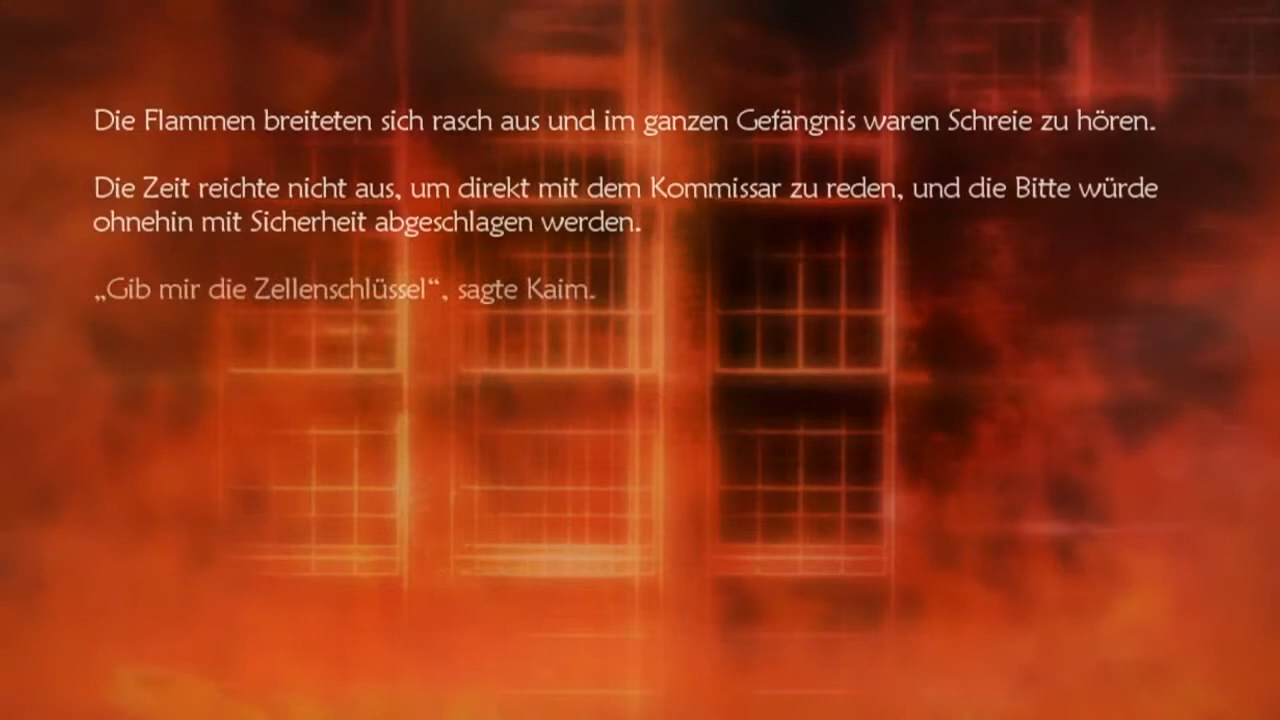 Die Flammen breiteten sich rasch aus und im ganzen Gefängnis waren Schreie zu hören.
Die Zeit reichte nicht aus, um direkt mit dem Kommissar zu reden, und die Bitte würde
ohnehin mit Sicherheit abgeschlagen werden.
„Gib mir die Zellenschlüssel“, sagte Kaim.